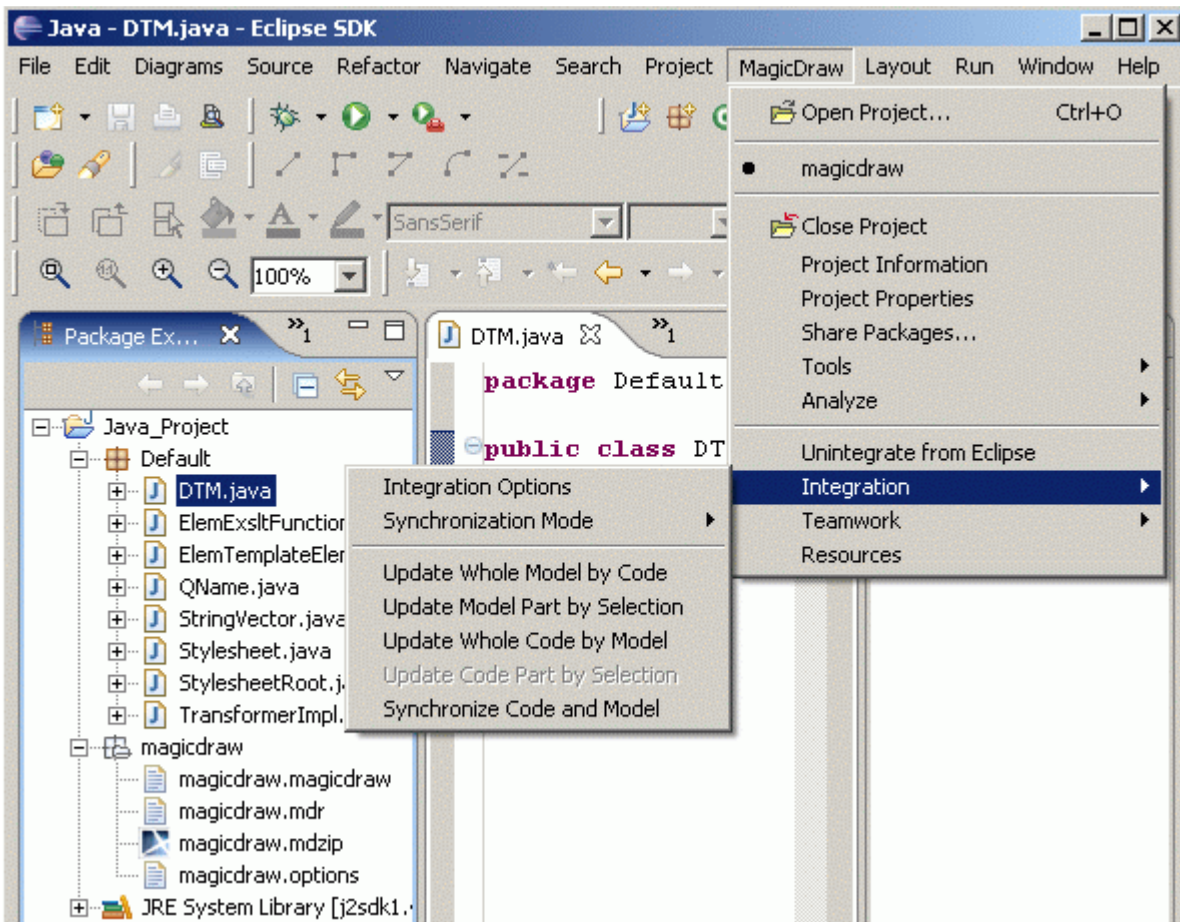 Java - DTM.java - Eclipse SDK
File Edit Diagrams Source Refactor Navigate Search Project MagicDraw Layout Run Window Help
Open Project... Ctrl+O
magicdraw
SansSerif
Close Project
100%
Project Information
Project Properties
Share Packages...
Tools
Analyze
Unintegrate from Eclipse
Integration
Teamwork
Resources
Package Ex... »1
DTM.java »1
package Default
public class DT
Java_Project
Default
DTM.java
ElemExsltFunction
ElemTemplateElem
QName.java
StringVector.java
Stylesheet.java
StylesheetRoot.j
TransformerImpl.
magicdraw
magicdraw.magicdraw
magicdraw.mdr
magicdraw.mdzip
magicdraw.options
JRE System Library [j2sdk1.
Integration Options
Synchronization Mode
Update Whole Model by Code
Update Model Part by Selection
Update Whole Code by Model
Update Code Part by Selection
Synchronize Code and Model